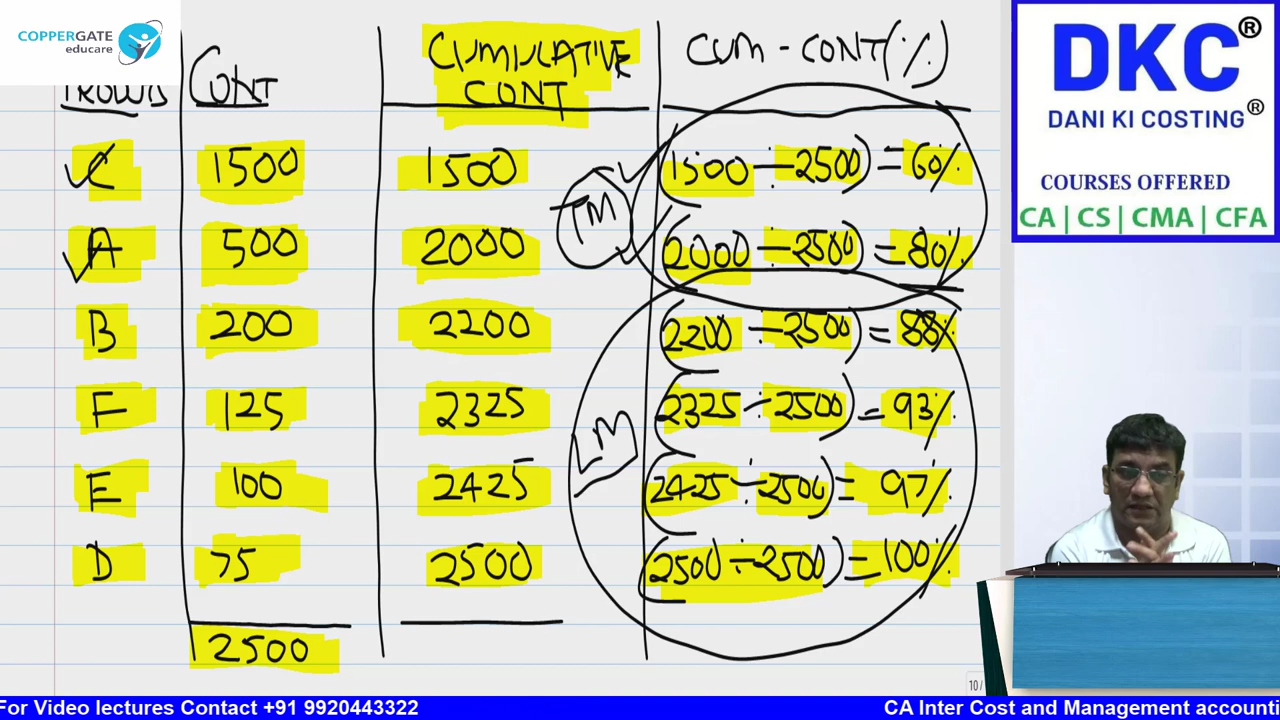 COPPERGATE
educare
CONT
CUMULATIVE
CONT
CUM - CONT (%)
C 1500 1500 (1500 ÷ 2500) = 60%
A 500 2000 (2000 ÷ 2500) = 80%
TM
B 200 2200 (2200 ÷ 2500) = 88%
F 125 2325 (2325 ÷ 2500) = 93%
LM
E 100 2425 (2425 ÷ 2500) = 97%
D 75 2500 (2500 ÷ 2500) = 100%
2500
DKC®
DANI KI COSTING®
COURSES OFFERED
CA | CS | CMA | CFA
10 /
For Video lectures Contact +91 9920443322
CA Inter Cost and Management accounti